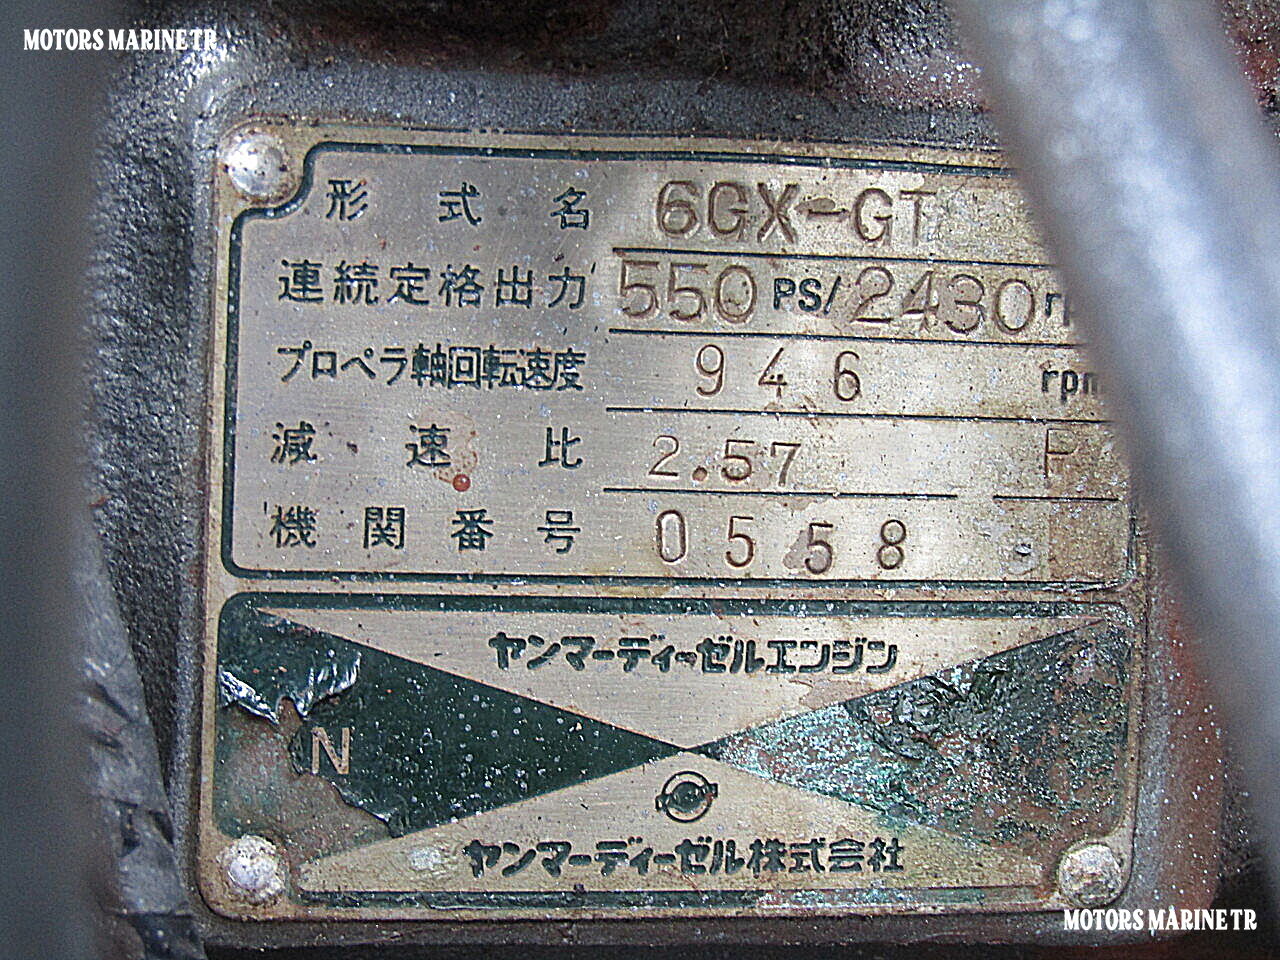 MOTORS MARINE TR
形式名 6GX-GT
連続定格出力 550 PS/2430
プロペラ軸回転速度 946 rpm
減速比 2.57
機関番号 0558
ヤンマーディーゼルエンジン
N
ヤンマーディーゼル株式会社
MOTORS MARINE TR